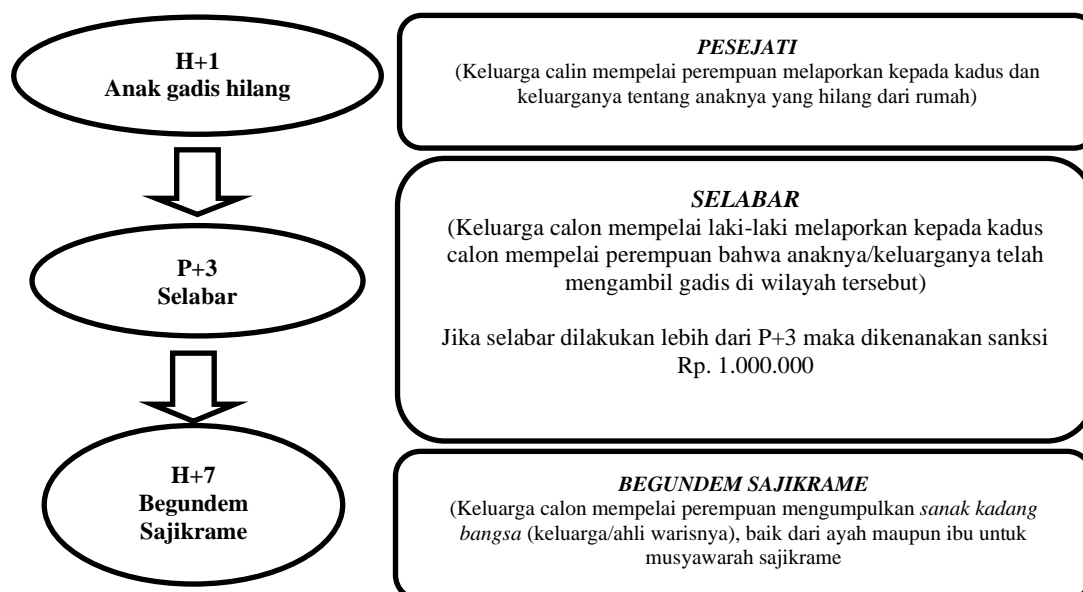 H+1
Anak gadis hilang
PESEJATI
(Keluarga calin mempelai perempuan melaporkan kepada kadus dan
keluarganya tentang anaknya yang hilang dari rumah)
P+3
Selabar
SELABAR
(Keluarga calon mempelai laki-laki melaporkan kepada kadus
calon mempelai perempuan bahwa anaknya/keluarganya telah
mengambil gadis di wilayah tersebut)
Jika selabar dilakukan lebih dari P+3 maka dikenanakan sanksi
Rp. 1.000.000
H+7
Begundem
Sajikrame
BEGUNDEM SAJIKRAME
(Keluarga calon mempelai perempuan mengumpulkan sanak kadang
bangsa (keluarga/ahli warisnya), baik dari ayah maupun ibu untuk
musyawarah sajikrame